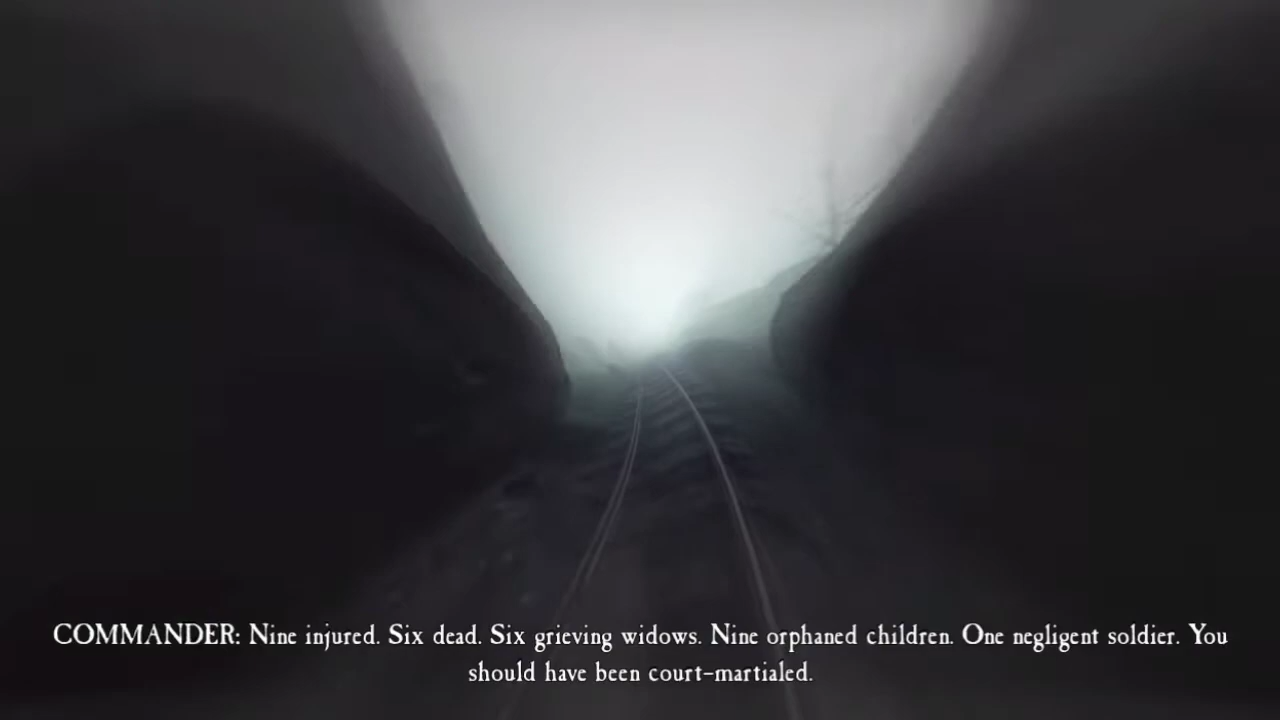 COMMANDER: Nine injured. Six dead. Six grieving widows. Nine orphaned children. One negligent soldier. You
should have been court-martialed.